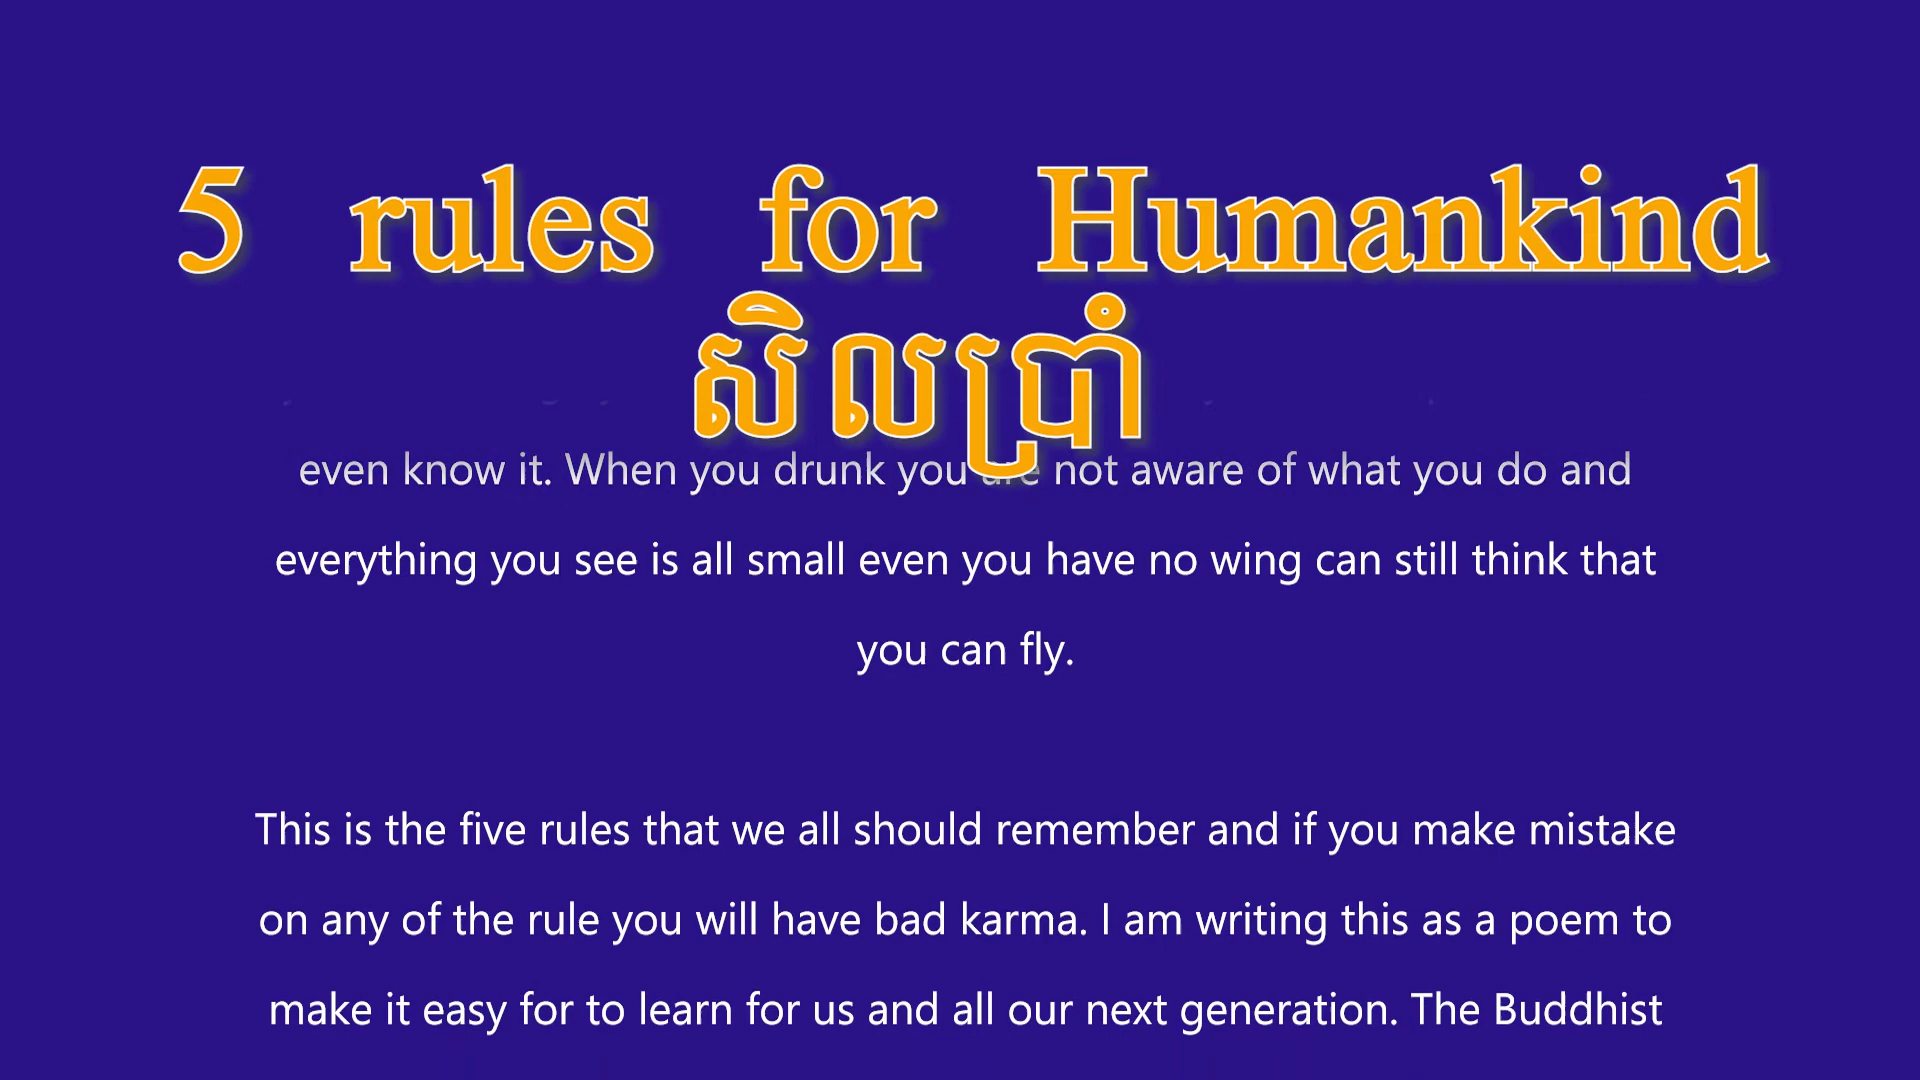 5 rules for Humankind
សិលប្រាំ
even know it. When you drunk you are not aware of what you do and
everything you see is all small even you have no wing can still think that
you can fly.
This is the five rules that we all should remember and if you make mistake
on any of the rule you will have bad karma. I am writing this as a poem to
make it easy for to learn for us and all our next generation. The Buddhist